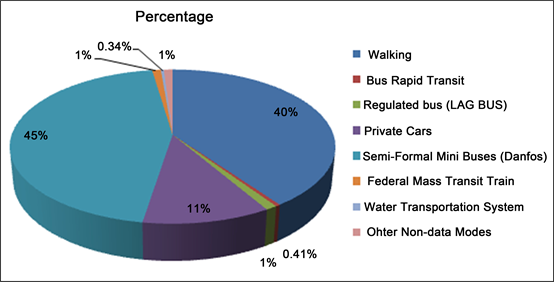 Percentage
0.34%
1%
1%
40%
45%
11%
1%
0.41%
Walking
Bus Rapid Transit
Regulated bus (LAG BUS)
Private Cars
Semi-Formal Mini Buses (Danfos)
Federal Mass Transit Train
Water Transportation System
Ohter Non-data Modes